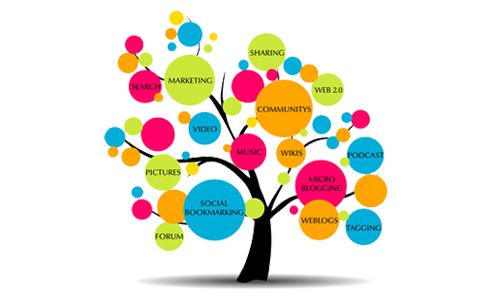 SHARING
MARKETING
SEARCH
WEB 2.0
COMMUNITYS
VIDEO
MUSIC
WIKIS
PODCAST
PICTURES
MICRO
BLOGGING
SOCIAL
BOOKMARKING
WEBLOGS
TAGGING
FORUM